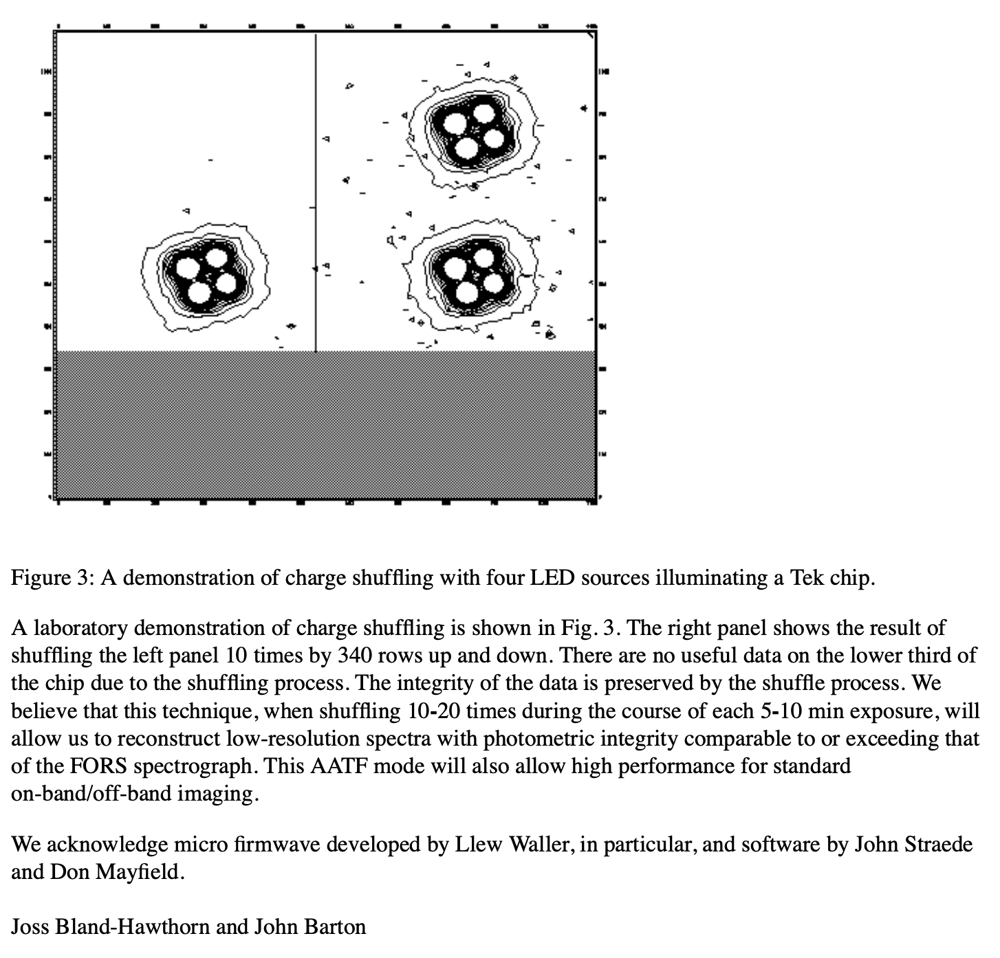 Figure 3: A demonstration of charge shuffling with four LED sources illuminating a Tek chip.
A laboratory demonstration of charge shuffling is shown in Fig. 3. The right panel shows the result of
shuffling the left panel 10 times by 340 rows up and down. There are no useful data on the lower third of
the chip due to the shuffling process. The integrity of the data is preserved by the shuffle process. We
believe that this technique, when shuffling 10-20 times during the course of each 5-10 min exposure, will
allow us to reconstruct low-resolution spectra with photometric integrity comparable to or exceeding that
of the FORS spectrograph. This AATF mode will also allow high performance for standard
on-band/off-band imaging.
We acknowledge micro firmwave developed by Llew Waller, in particular, and software by John Straede
and Don Mayfield.
Joss Bland-Hawthorn and John Barton